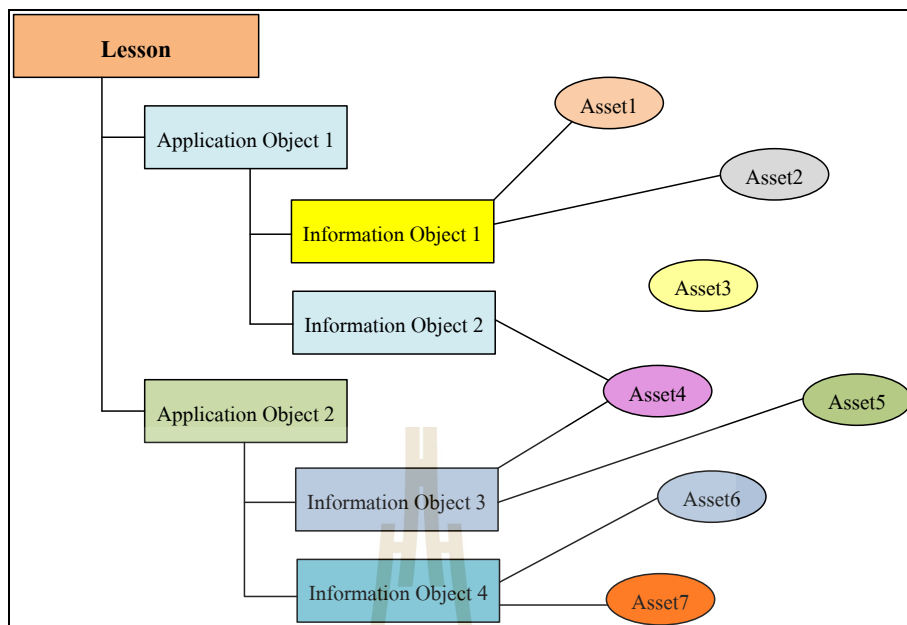 Lesson
Asset1
Application Object 1
Asset2
Information Object 1
Asset3
Information Object 2
Asset4
Asset5
Application Object 2
Asset6
Information Object 3
Information Object 4
Asset7